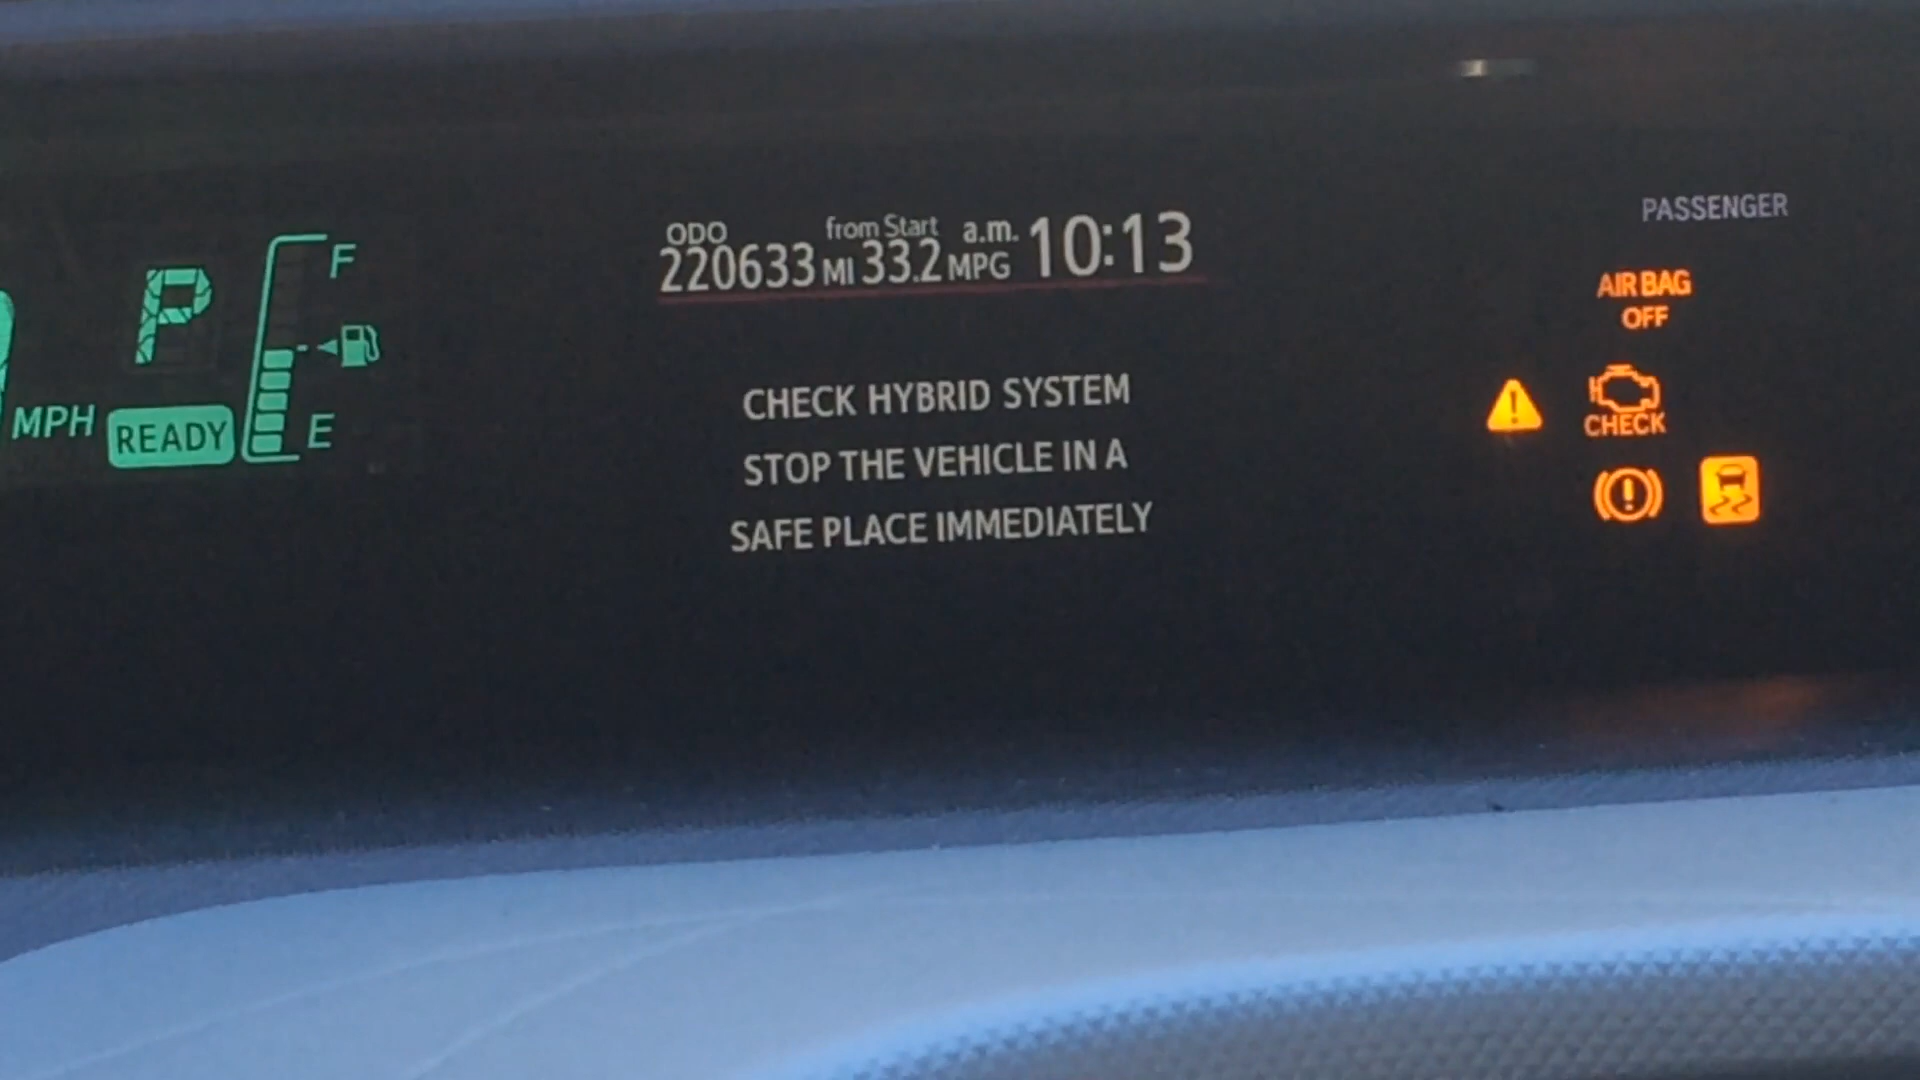 PASSENGER
ODO from Start a.m. 10:13
220633 MI 33.2 MPG
P
F
AIR BAG
OFF
CHECK HYBRID SYSTEM
CHECK
MPH READY E
STOP THE VEHICLE IN A
SAFE PLACE IMMEDIATELY